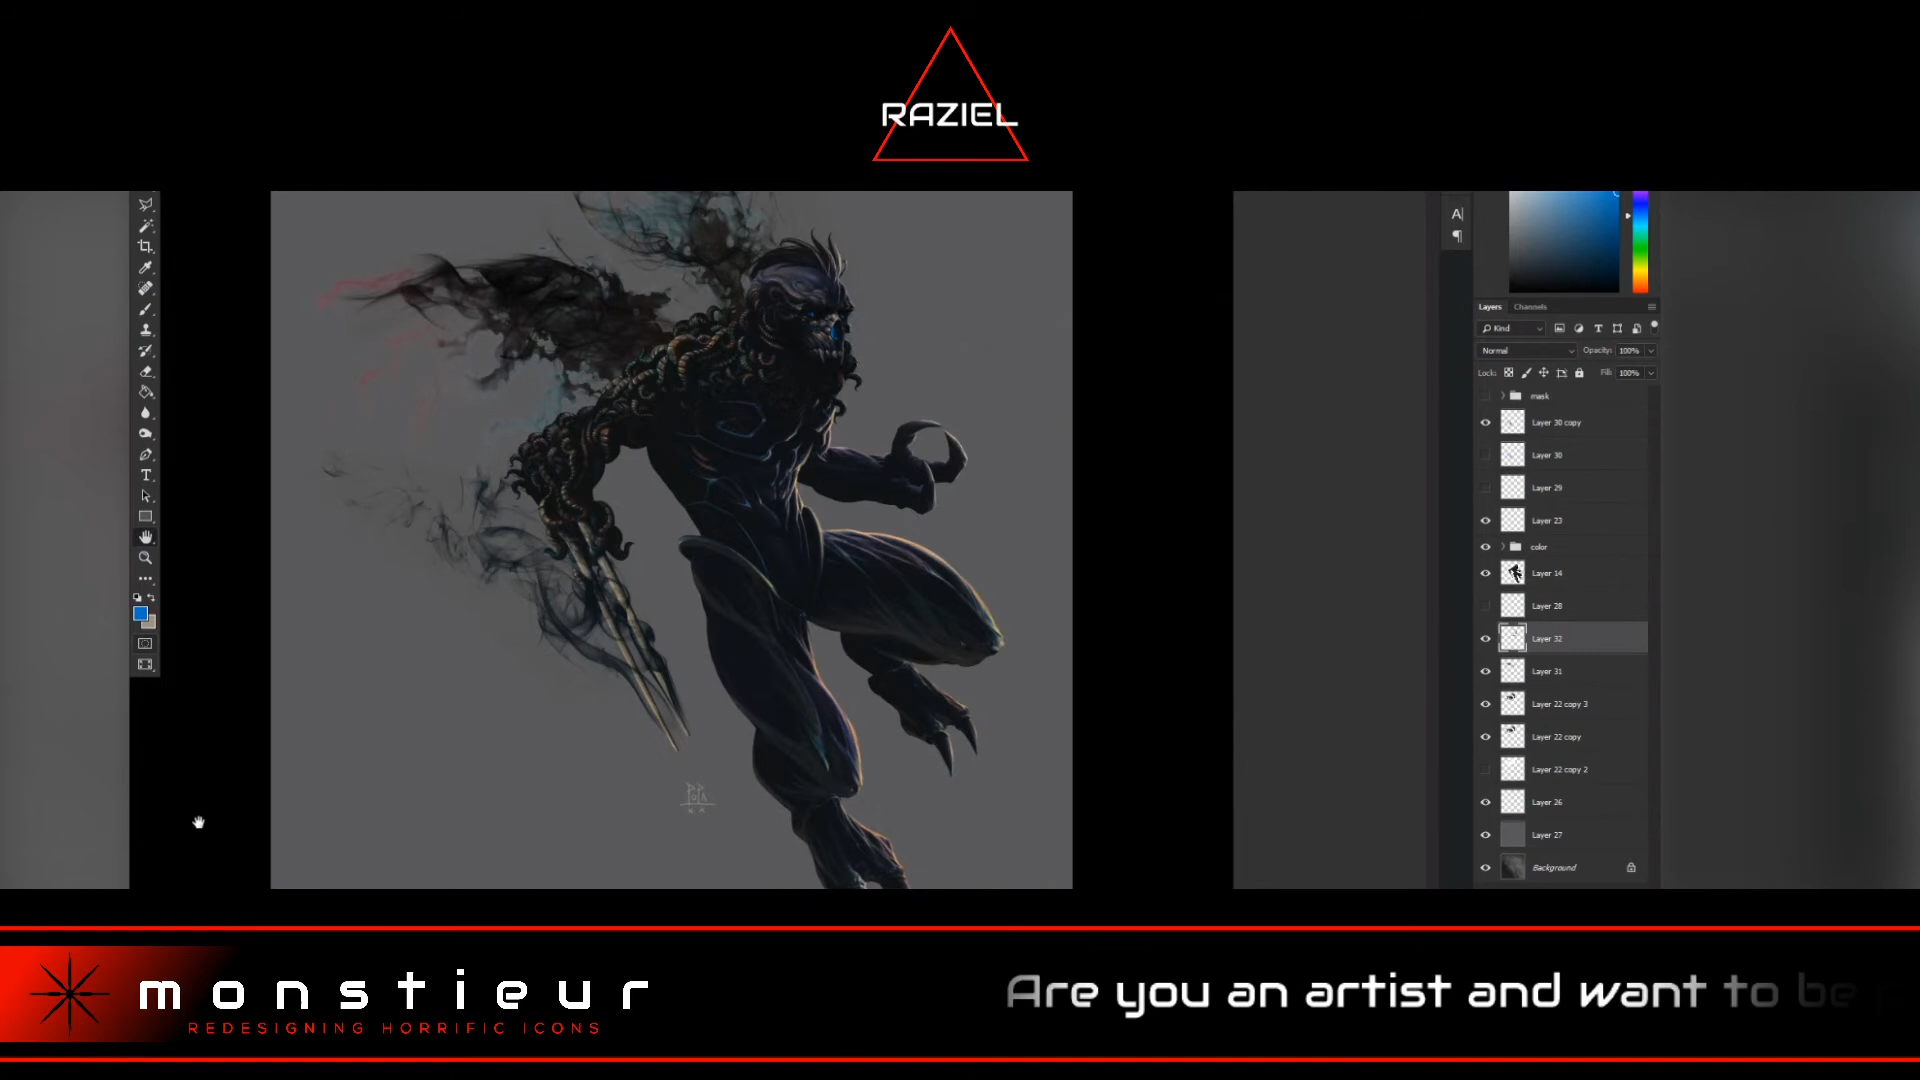 RAZIEL
A|
¶
T
Layers Channels
Kind
Normal Opacity: 100%
Lock: Fill: 100%
mask
Layer 30 copy
Layer 30
Layer 29
Layer 23
color
Layer 14
Layer 28
Layer 32
Layer 31
Layer 22 copy 3
Layer 22 copy
Layer 22 copy 2
Layer 26
Layer 27
Background
monstieur
REDESIGNING HORRIFIC ICONS
Are you an artist and want to be